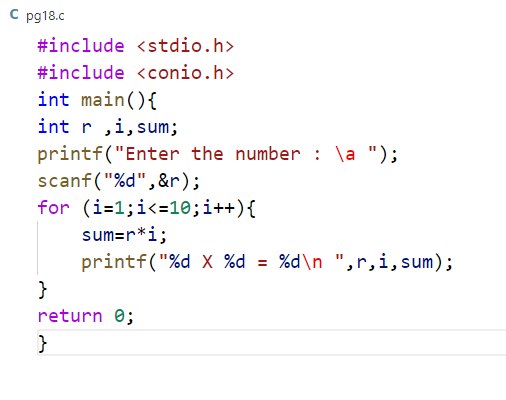 C pg18.c
#include <stdio.h>
#include <conio.h>
int main(){
int r ,i,sum;
printf("Enter the number : \a ");
scanf("%d",&r);
for (i=1;i<=10;i++){
    sum=r*i;
    printf("%d X %d = %d\n ",r,i,sum);
}
return 0;
}